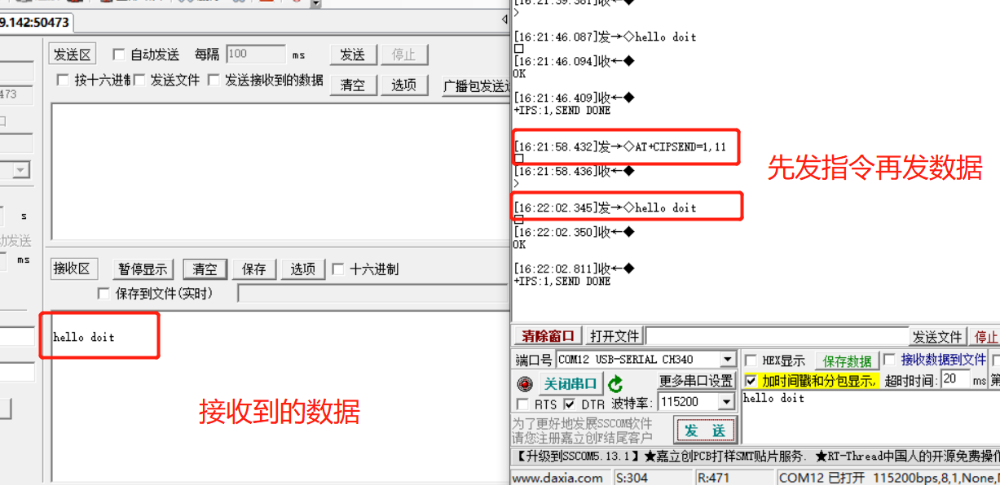 9.142:50473
发送区 自动发送 每隔 100 ms 发送 停止
按十六进制 发送文件 发送接收到的数据 清空 选项
473
s
动发送
ms
接收区 暂停显示 清空 保存 选项 十六进制
保存到文件(实时)
hello doit
接收到的数据
[16:21:39.381]收←◆
>
[16:21:46.087]发→◇hello doit
□
[16:21:46.094]收←◆
OK
[16:21:46.409]收←◆
+IPS:1,SEND DONE
[16:21:58.432]发→◇AT+CIPSEND=1,11
□
[16:21:58.436]收←◆
>
[16:22:02.345]发→◇hello doit
□
[16:22:02.350]收←◆
OK
[16:22:02.811]收←◆
+IPS:1,SEND DONE
先发指令再发数据
清除窗口 打开文件 发送文件 停止
端口号 COM12 USB-SERIAL CH340 HEX显示 保存数据 接收数据到文件
关闭串口 更多串口设置 加时间戳和分包显示, 超时时间: 20 ms 第
RTS DTR 波特率: 115200
hello doit
为了更好地发展SSCOM软件
请您注册嘉立创F结尾客户
发 送
【升级到SSCOM5.13.1】★嘉立创PCB打样SMT贴片服务. ★RT-Thread中国人的开源免费操作
www.daxia.com S:304 R:471 COM12 已打开 115200bps,8,1,None,